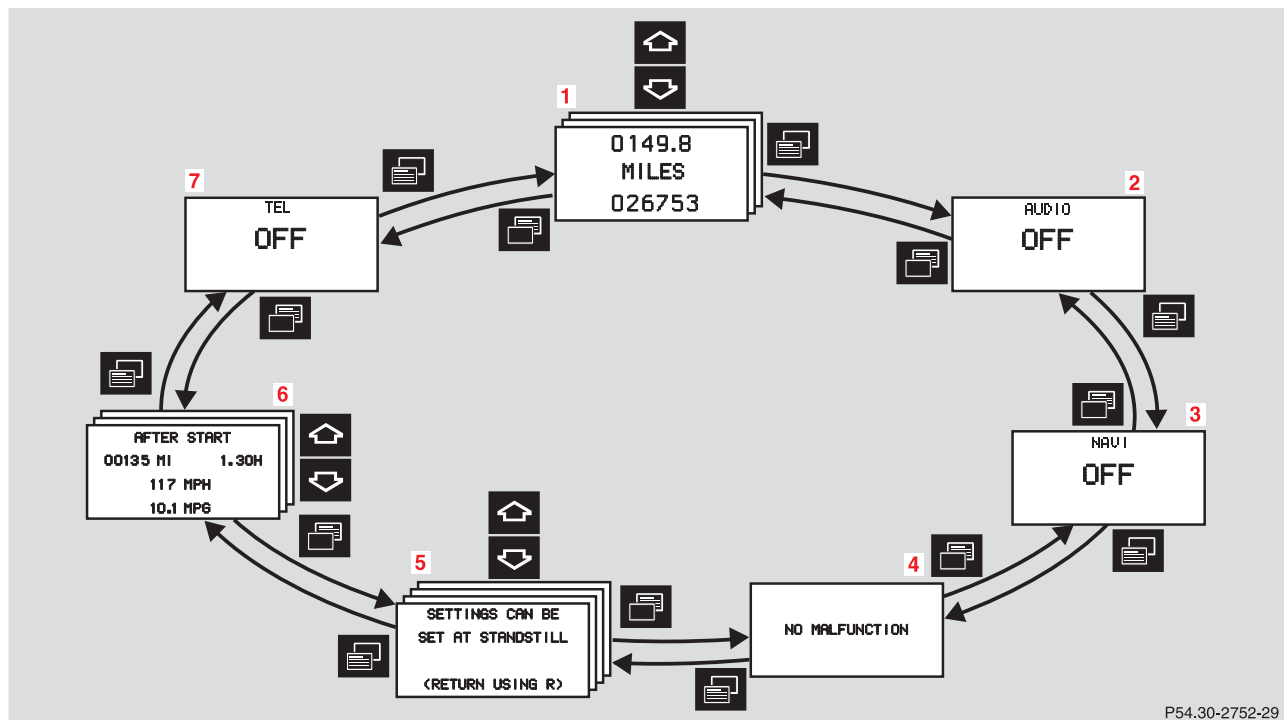 1
0149.8
MILES
026753
2
AUDIO
OFF
3
NAVI
OFF
4
NO MALFUNCTION
5
SETTINGS CAN BE
SET AT STANDSTILL
(RETURN USING R)
6
AFTER START
00135 MI 1.30H
117 MPH
10.1 MPG
7
TEL
OFF
P54.30-2752-29